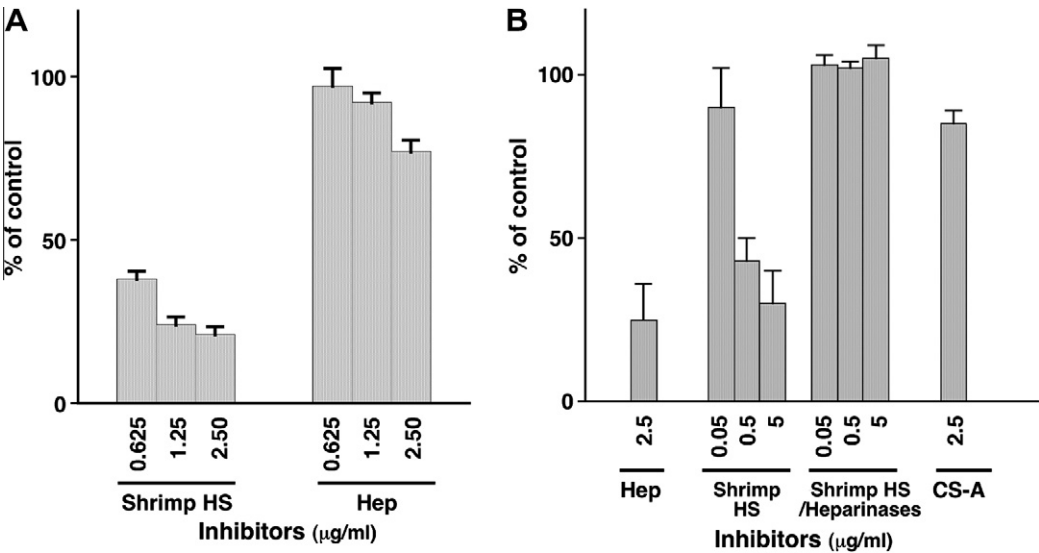 A
% of control
100
50
0
0.625 1.25 2.50 0.625 1.25 2.50
Shrimp HS Hep
Inhibitors (μg/ml)
B
% of control
100
50
0
2.5 0.05 0.5 5 0.05 0.5 5 2.5
Hep Shrimp Shrimp HS CS-A
HS /Heparinases
Inhibitors (μg/ml)